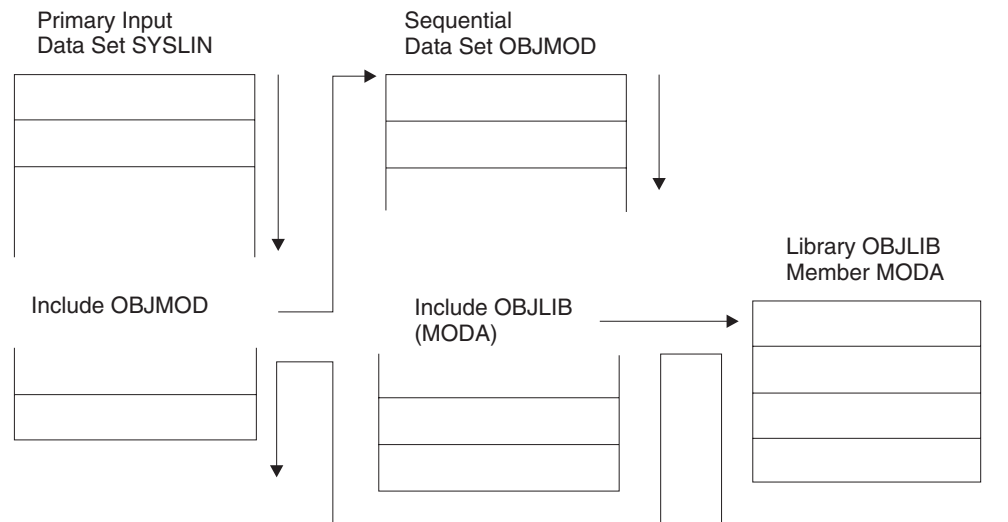 Primary Input
Data Set SYSLIN
Sequential
Data Set OBJMOD
Library OBJLIB
Member MODA
Include OBJMOD
Include OBJLIB
(MODA)